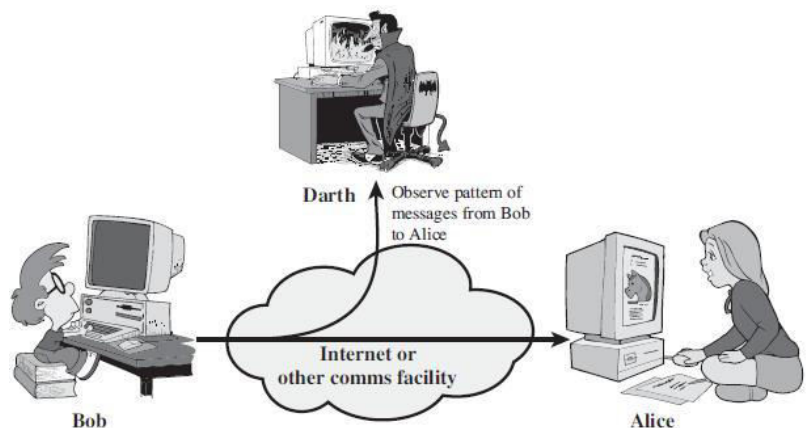 Darth
Observe pattern of
messages from Bob
to Alice
Internet or
other comms facility
Bob
Alice